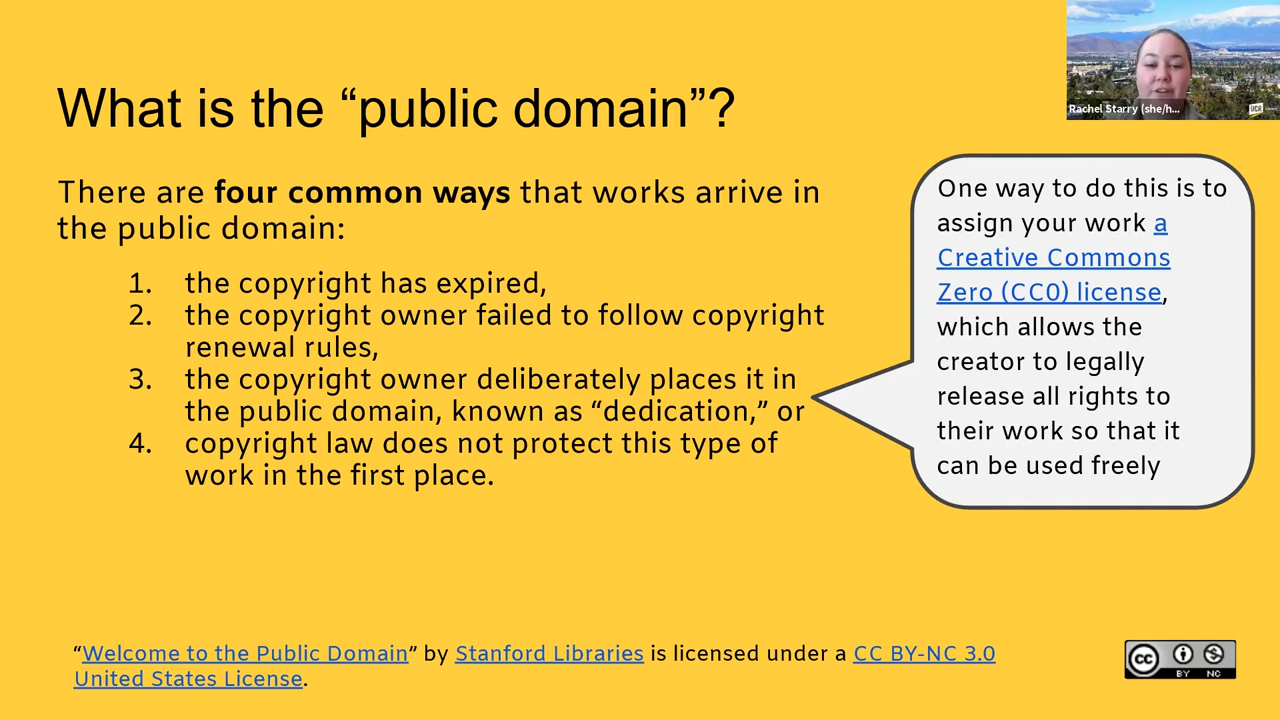 What is the “public domain”?
Rachel Starry (she/h...
UCR
There are four common ways that works arrive in
the public domain:
1. the copyright has expired,
2. the copyright owner failed to follow copyright
renewal rules,
3. the copyright owner deliberately places it in
the public domain, known as “dedication,” or
4. copyright law does not protect this type of
work in the first place.
One way to do this is to
assign your work a
Creative Commons
Zero (CC0) license,
which allows the
creator to legally
release all rights to
their work so that it
can be used freely
“Welcome to the Public Domain” by Stanford Libraries is licensed under a CC BY-NC 3.0
United States License.
cc BY NC